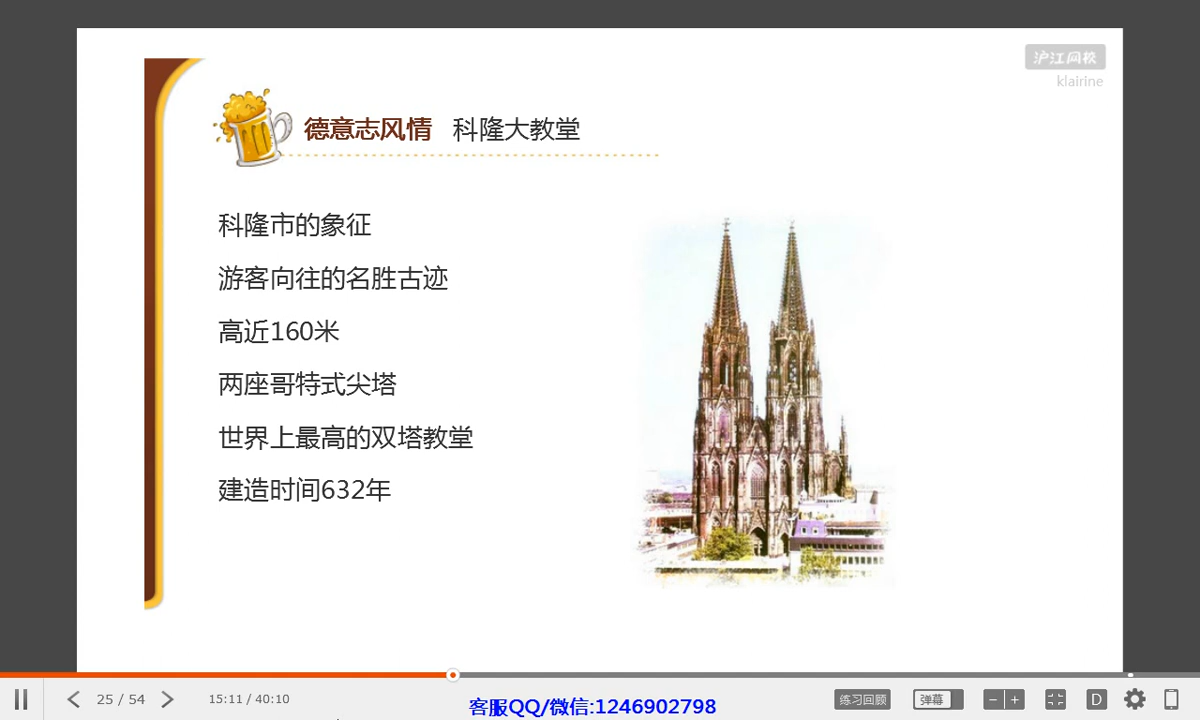 沪江网校
klairine
德意志风情 科隆大教堂
科隆市的象征
游客向往的名胜古迹
高近160米
两座哥特式尖塔
世界上最高的双塔教堂
建造时间632年
25 / 54
15:11 / 40:10
客服QQ/微信:1246902798
练习回顾
弹幕
D